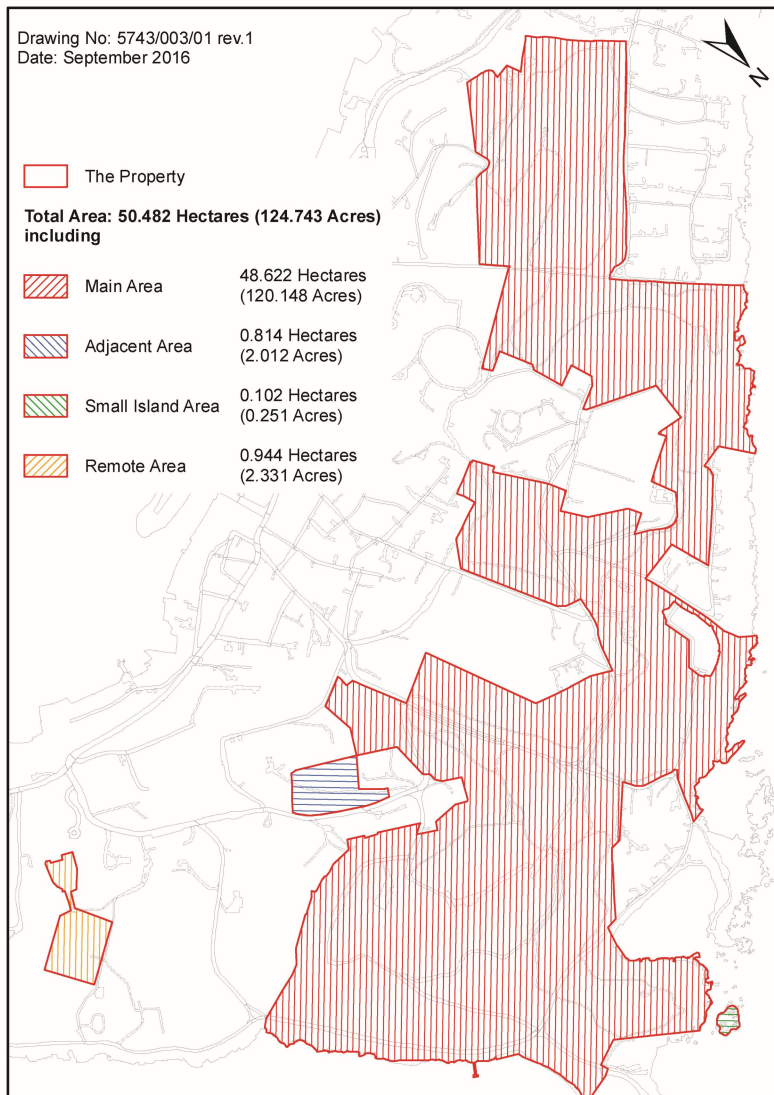 Drawing No: 5743/003/01 rev.1
Date: September 2016
N
The Property
Total Area: 50.482 Hectares (124.743 Acres)
including
Main Area
48.622 Hectares
(120.148 Acres)
Adjacent Area
0.814 Hectares
(2.012 Acres)
Small Island Area
0.102 Hectares
(0.251 Acres)
Remote Area
0.944 Hectares
(2.331 Acres)